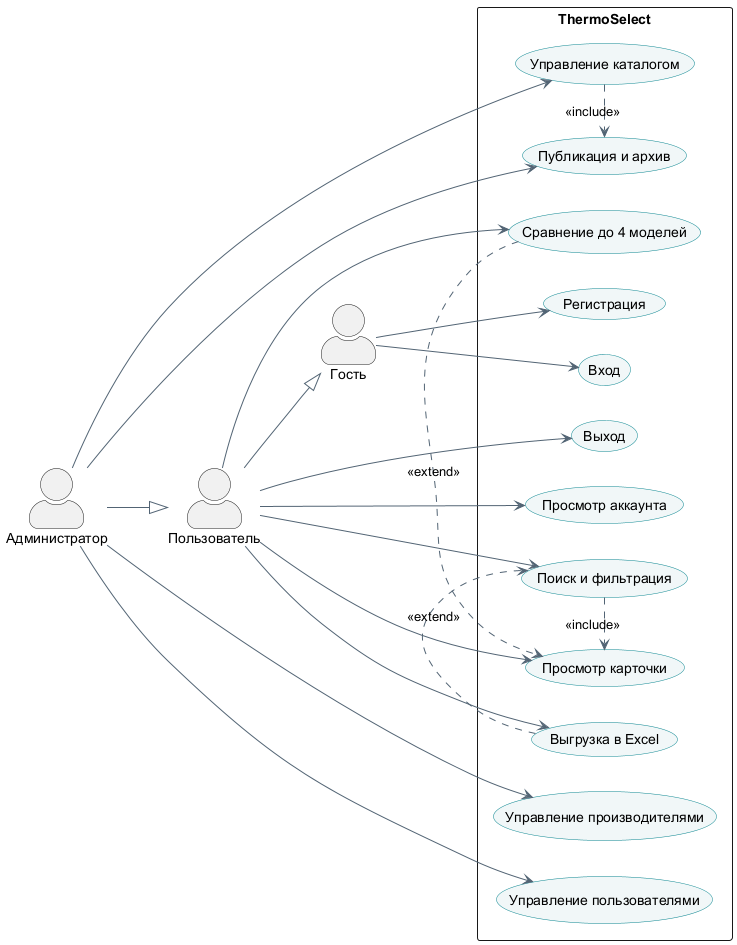 ThermoSelect
Управление каталогом
«include»
Публикация и архив
Сравнение до 4 моделей
Регистрация
Гость
Вход
Выход
«extend»
Просмотр аккаунта
Администратор
Пользователь
Поиск и фильтрация
«extend»
«include»
Просмотр карточки
Выгрузка в Excel
Управление производителями
Управление пользователями